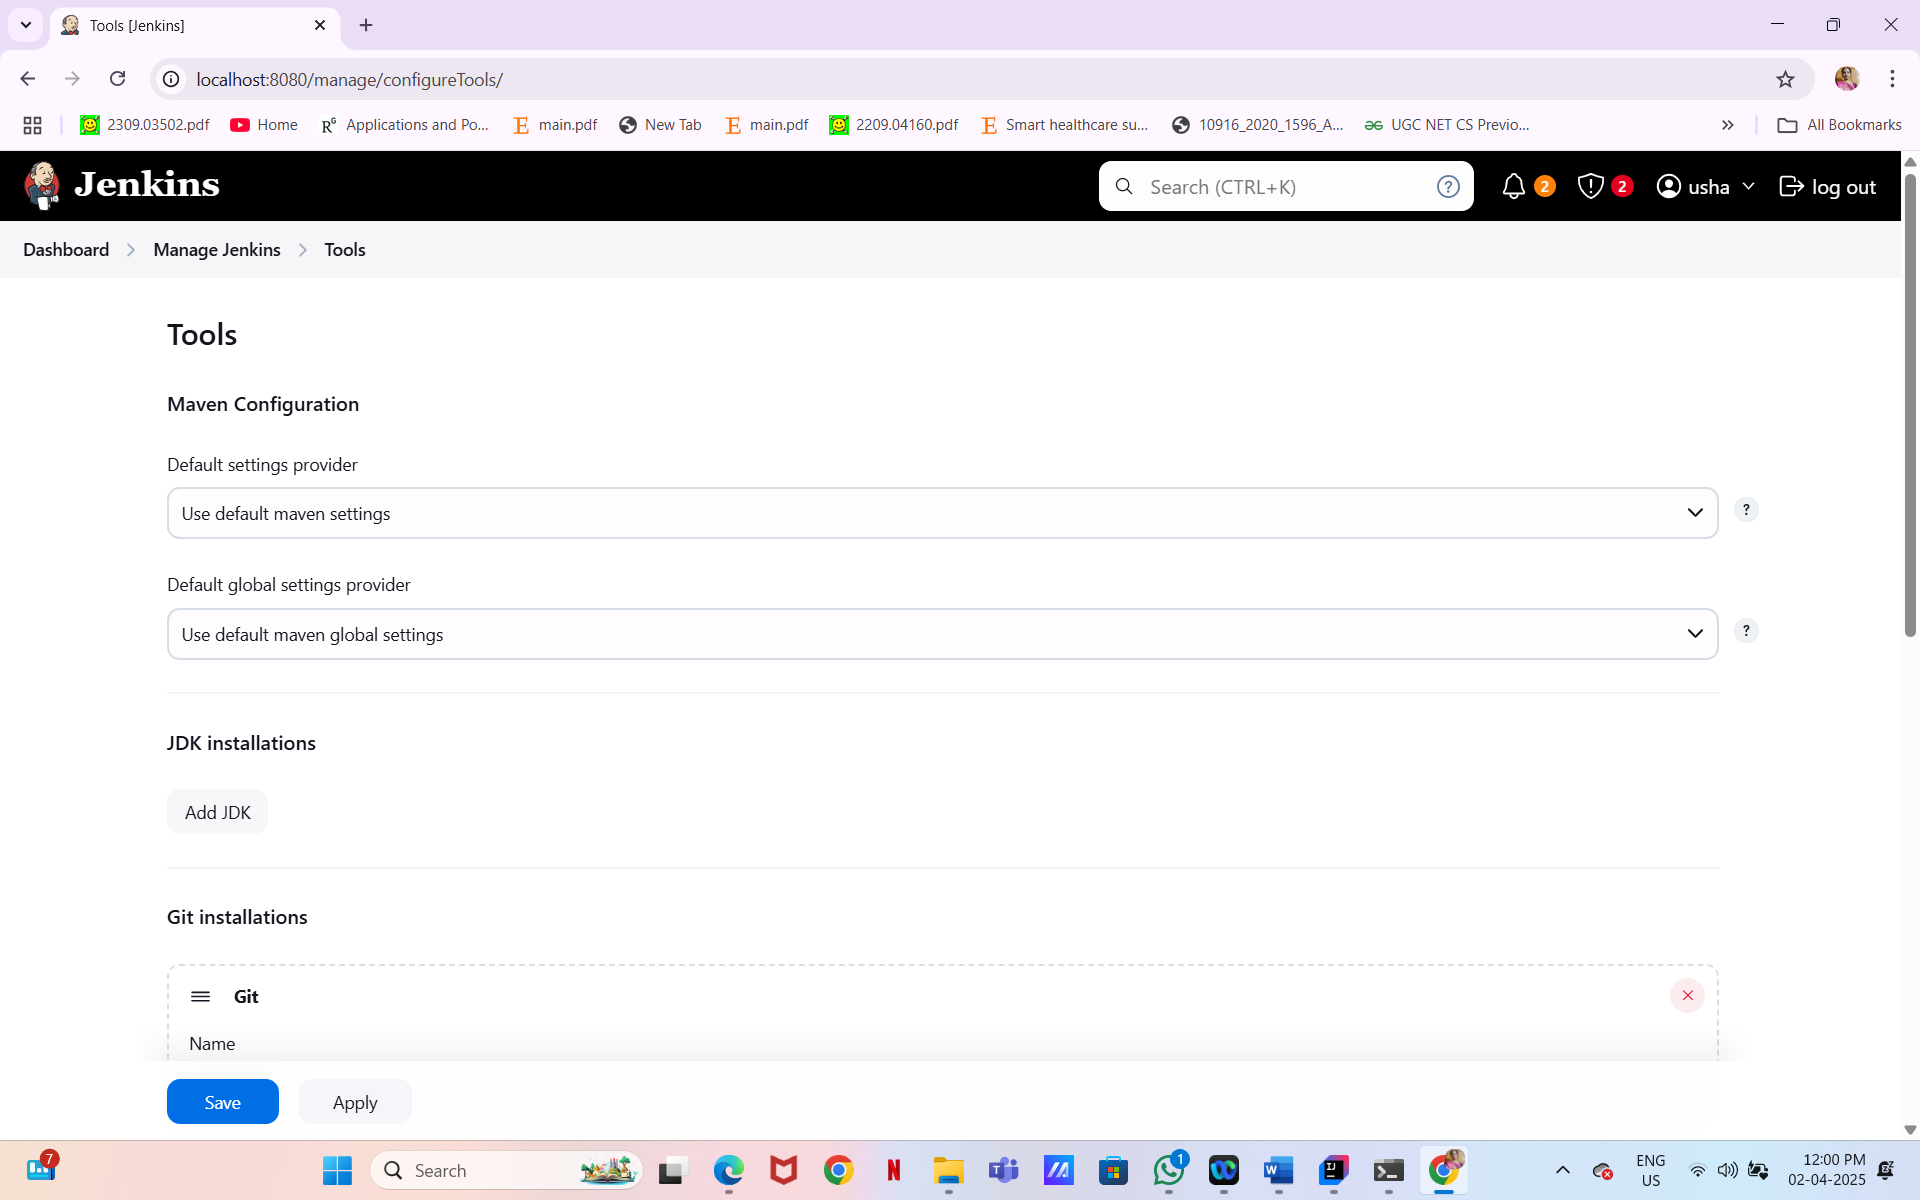 Tools [Jenkins]
localhost:8080/manage/configureTools/
2309.03502.pdf Home Applications and Po... main.pdf New Tab main.pdf 2209.04160.pdf Smart healthcare su... 10916_2020_1596_A... UGC NET CS Previo... All Bookmarks
Jenkins Search (CTRL+K) ? 2 2 usha log out
Dashboard Manage Jenkins Tools
Tools
Maven Configuration
Default settings provider
Use default maven settings ?
Default global settings provider
Use default maven global settings ?
JDK installations
Add JDK
Git installations
Git
Name
Save Apply
7 Search 1 ENG US 12:00 PM
02-04-2025